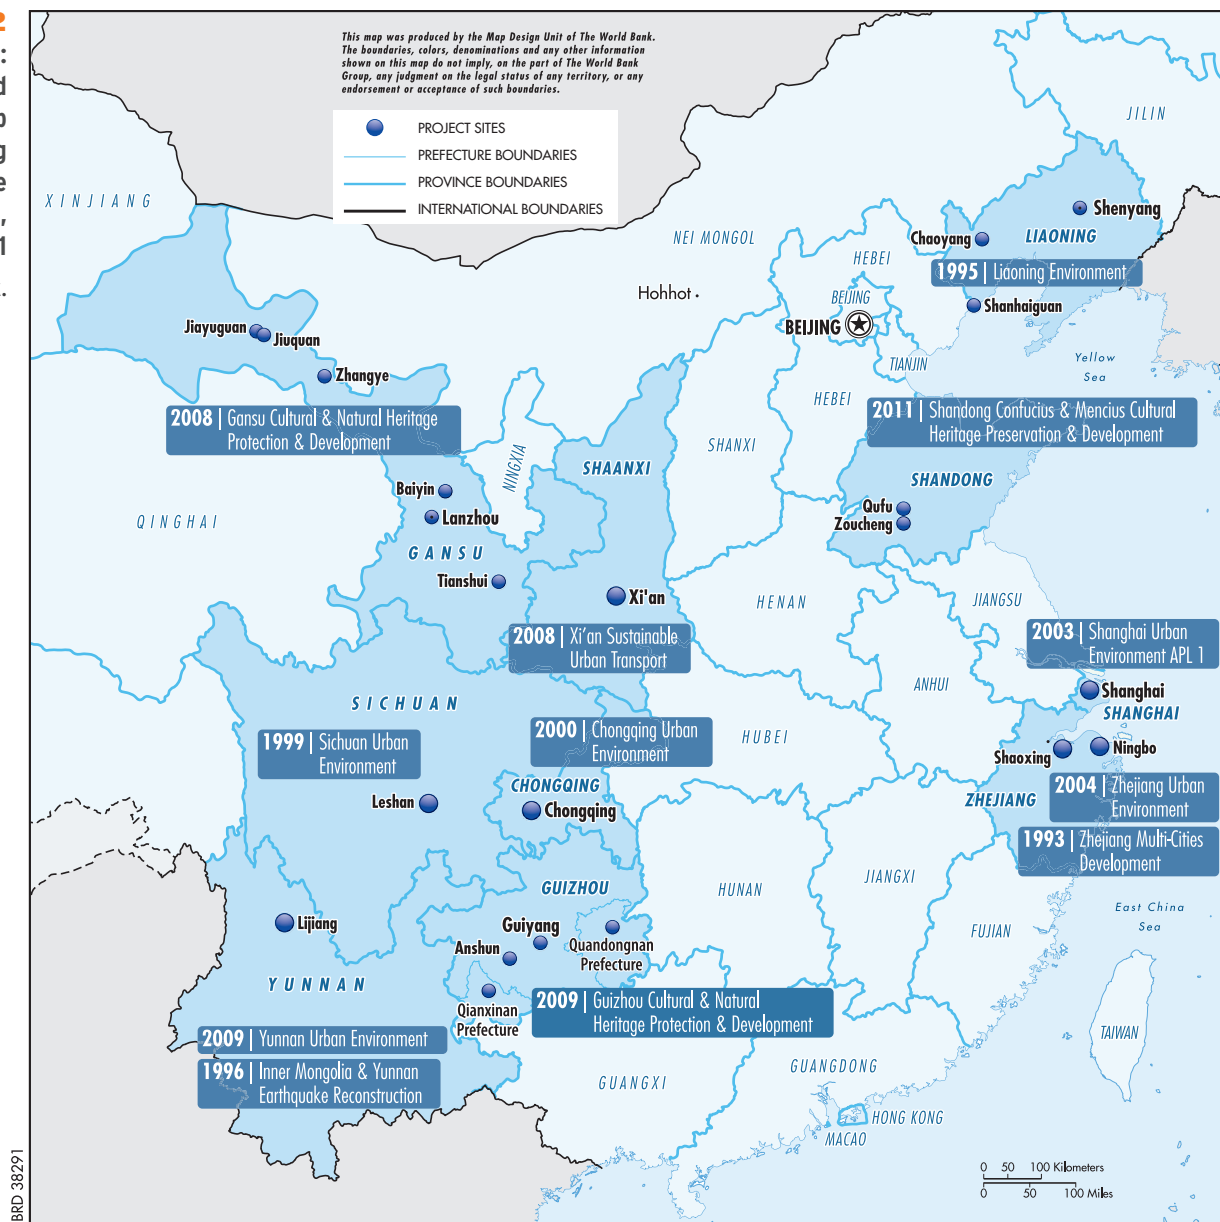 2
:
d
o
g
e
,
1
.
This map was produced by the Map Design Unit of The World Bank.
The boundaries, colors, denominations and any other information
shown on this map do not imply, on the part of The World Bank
Group, any judgment on the legal status of any territory, or any
endorsement or acceptance of such boundaries.
PROJECT SITES
PREFECTURE BOUNDARIES
PROVINCE BOUNDARIES
INTERNATIONAL BOUNDARIES
JILIN
XINJIANG
Shenyang
NEI MONGOL
Chaoyang
LIAONING
HEBEI
1995 | Liaoning Environment
Hohhot
BEIJING
Shanhaiguan
BEIJING
Jiayuguan
Jiuquan
Yellow
Sea
TIANJIN
Zhangye
HEBEI
2008 | Gansu Cultural & Natural Heritage
Protection & Development
2011 | Shandong Confucius & Mencius Cultural
Heritage Preservation & Development
SHANXI
NINGXIA
SHAANXI
SHANDONG
Baiyin
Lanzhou
Qufu
Zoucheng
QINGHAI
GANSU
Tianshui
Xi'an
HENAN
JIANGSU
2008 | Xi'an Sustainable
Urban Transport
2003 | Shanghai Urban
Environment APL 1
ANHUI
Shanghai
SHANGHAI
SICHUAN
2000 | Chongqing Urban
Environment
HUBEI
1999 | Sichuan Urban
Environment
Shaoxing
Ningbo
CHONGQING
Chongqing
Leshan
ZHEJIANG
2004 | Zhejiang Urban
Environment
1993 | Zhejiang Multi-Cities
Development
GUIZHOU
HUNAN
JIANGXI
Lijiang
Guiyang
Anshun
Quandongnan
Prefecture
FUJIAN
East China
Sea
YUNNAN
Qianxinan
Prefecture
2009 | Guizhou Cultural & Natural
Heritage Protection & Development
2009 | Yunnan Urban Environment
1996 | Inner Mongolia & Yunnan
Earthquake Reconstruction
TAIWAN
GUANGXI
GUANGDONG
HONG KONG
MACAO
0 50 100 Kilometers
0 50 100 Miles
BRD 38291